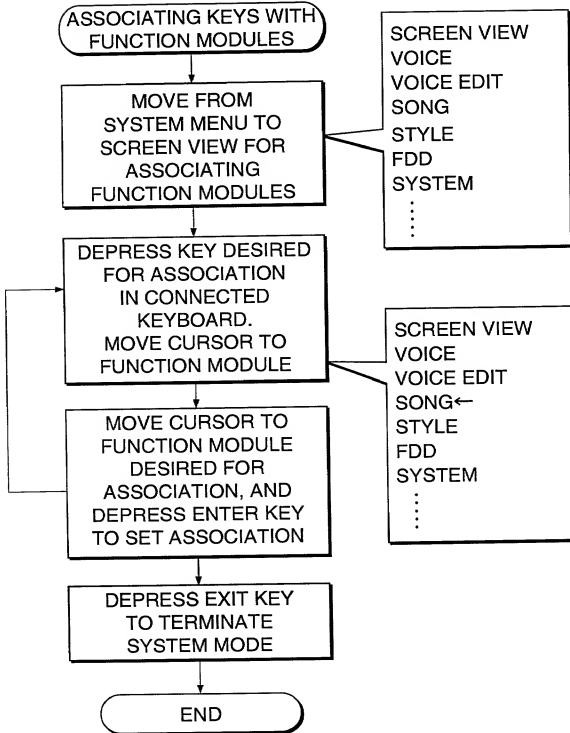 ASSOCIATING KEYS WITH
FUNCTION MODULES
MOVE FROM
SYSTEM MENU TO
SCREEN VIEW FOR
ASSOCIATING
FUNCTION MODULES
SCREEN VIEW
VOICE
VOICE EDIT
SONG
STYLE
FDD
SYSTEM
DEPRESS KEY DESIRED
FOR ASSOCIATION
IN CONNECTED
KEYBOARD.
MOVE CURSOR TO
FUNCTION MODULE
SCREEN VIEW
VOICE
VOICE EDIT
SONG←
STYLE
FDD
SYSTEM
MOVE CURSOR TO
FUNCTION MODULE
DESIRED FOR
ASSOCIATION, AND
DEPRESS ENTER KEY
TO SET ASSOCIATION
DEPRESS EXIT KEY
TO TERMINATE
SYSTEM MODE
END